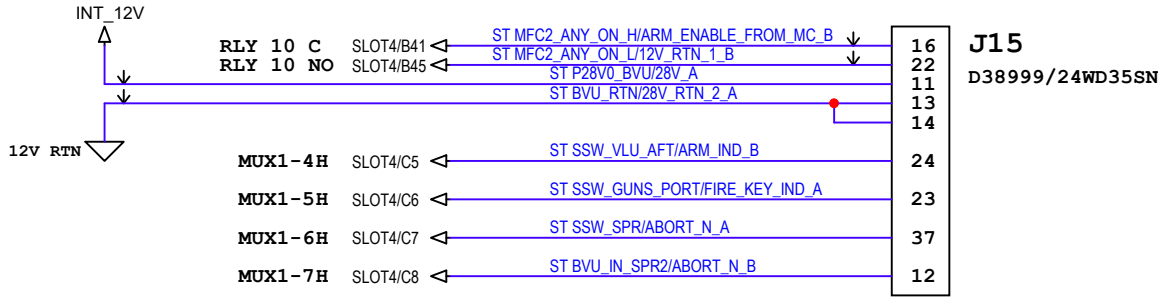 INT_12V
RLY 10 C SLOT4/B41 ST MFC2_ANY_ON_H/ARM_ENABLE_FROM_MC_B 16 J15
RLY 10 NO SLOT4/B45 ST MFC2_ANY_ON_L/12V_RTN_1_B 22 D38999/24WD35SN
ST P28V0_BVU/28V_A 11
ST BVU_RTN/28V_RTN_2_A 13
14
12V RTN
MUX1-4H SLOT4/C5 ST SSW_VLU_AFT/ARM_IND_B 24
MUX1-5H SLOT4/C6 ST SSW_GUNS_PORT/FIRE_KEY_IND_A 23
MUX1-6H SLOT4/C7 ST SSW_SPR/ABORT_N_A 37
MUX1-7H SLOT4/C8 ST BVU_IN_SPR2/ABORT_N_B 12